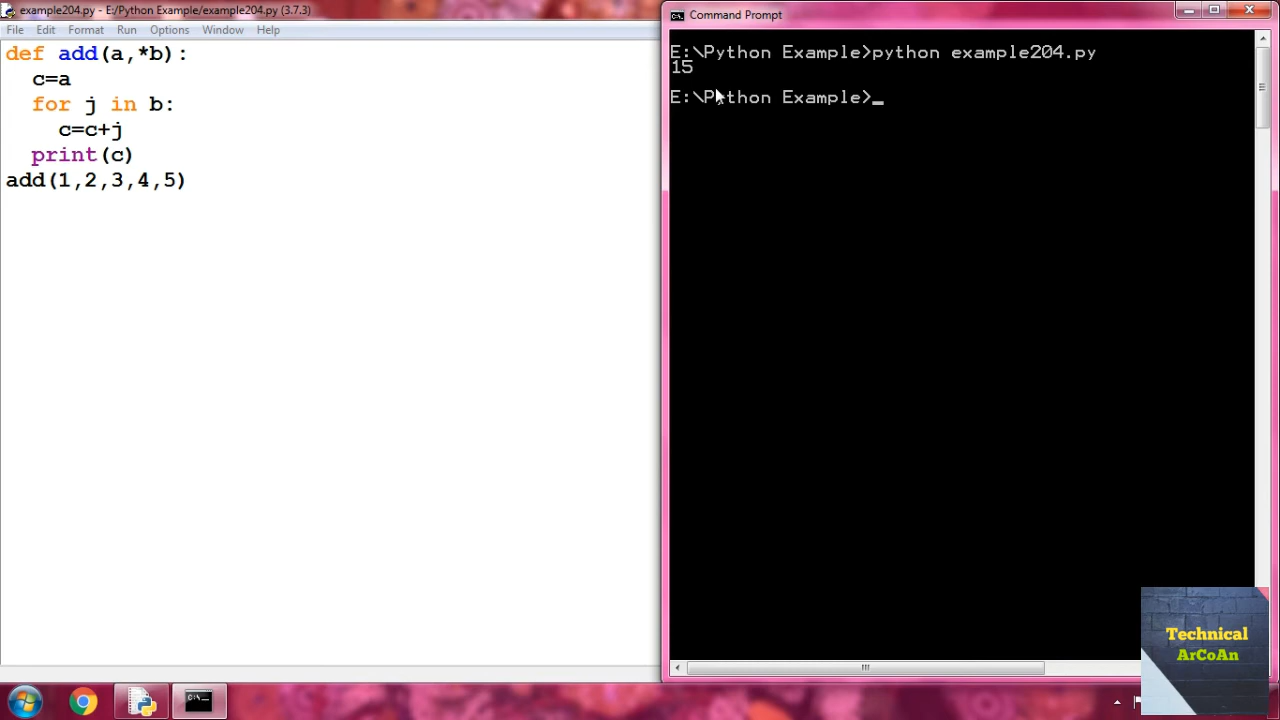 example204.py - E:/Python Example/example204.py (3.7.3)
File Edit Format Run Options Window Help
def add(a,*b):
  c=a
  for j in b:
    c=c+j
  print(c)
add(1,2,3,4,5)
Command Prompt
E:\Python Example>python example204.py
15
E:\Python Example>_
Technical
ArCoAn